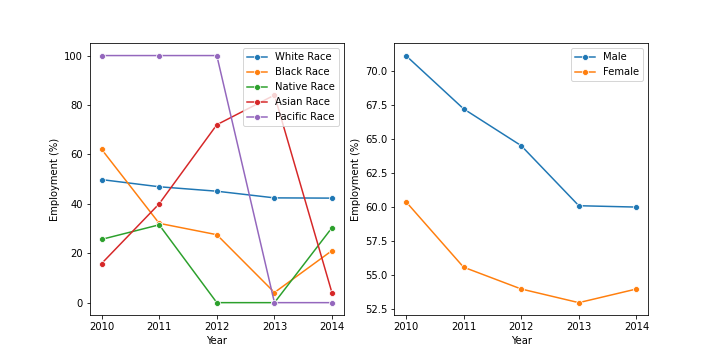 100
80
60
40
20
0
Employment (%)
2010 2011 2012 2013 2014
Year
White Race
Black Race
Native Race
Asian Race
Pacific Race
70.0
67.5
65.0
62.5
60.0
57.5
55.0
52.5
Employment (%)
2010 2011 2012 2013 2014
Year
Male
Female